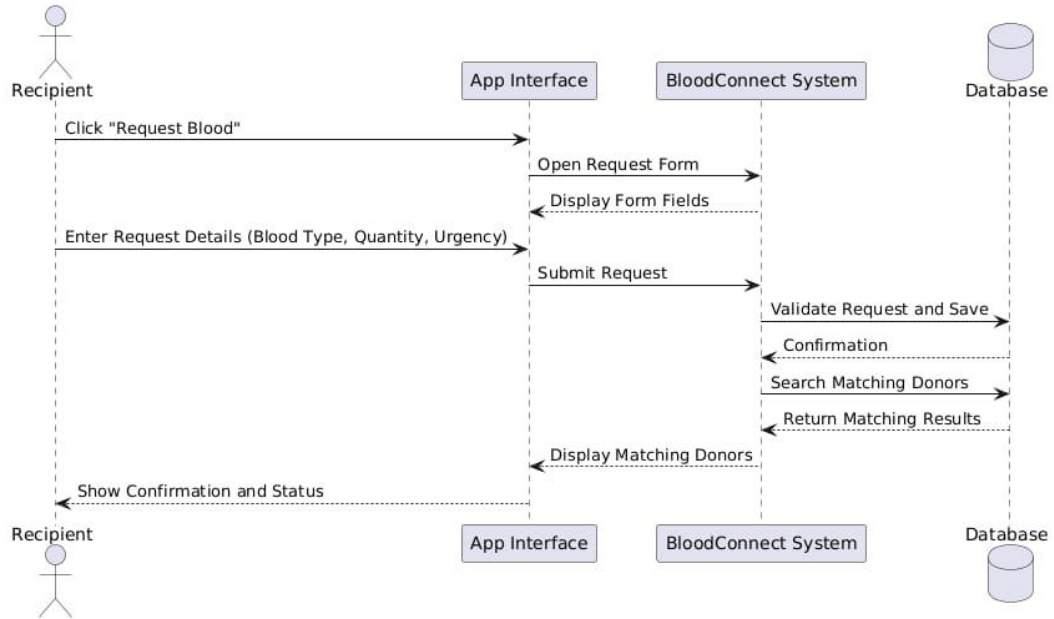 Recipient
App Interface
BloodConnect System
Database
Click "Request Blood"
Open Request Form
Display Form Fields
Enter Request Details (Blood Type, Quantity, Urgency)
Submit Request
Validate Request and Save
Confirmation
Search Matching Donors
Return Matching Results
Display Matching Donors
Show Confirmation and Status
Recipient
App Interface
BloodConnect System
Database